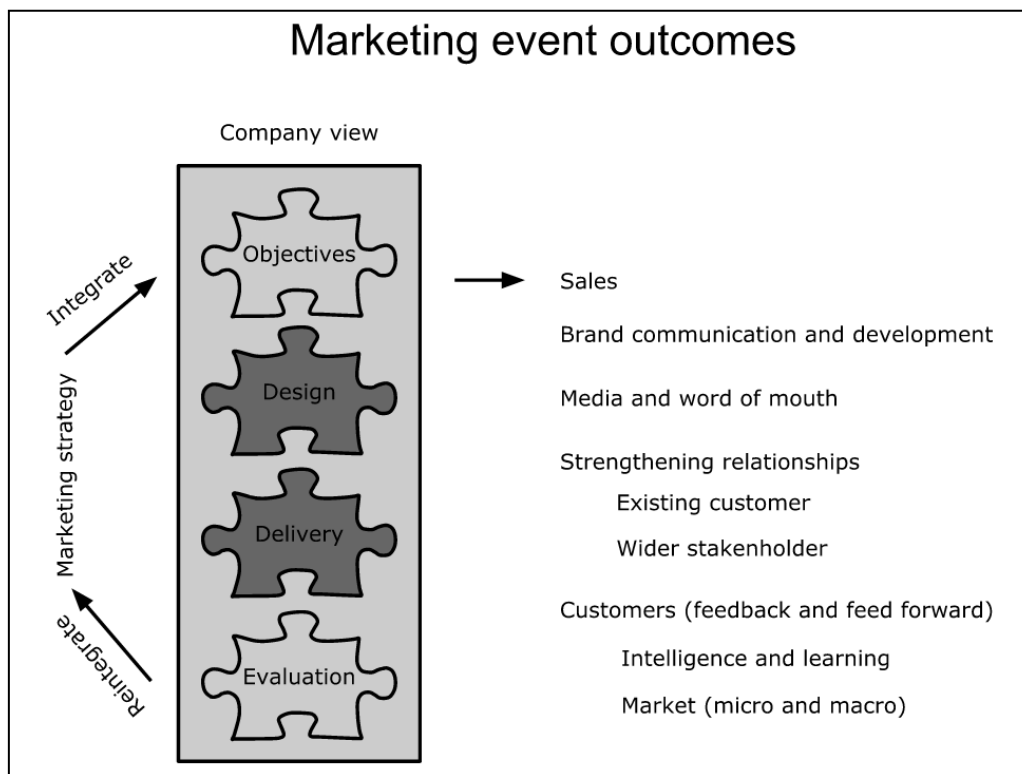 Marketing event outcomes
Company view
Objectives
Design
Delivery
Evaluation
Integrate
Marketing strategy
Reintegrate
Sales
Brand communication and development
Media and word of mouth
Strengthening relationships
Existing customer
Wider stakenholder
Customers (feedback and feed forward)
Intelligence and learning
Market (micro and macro)